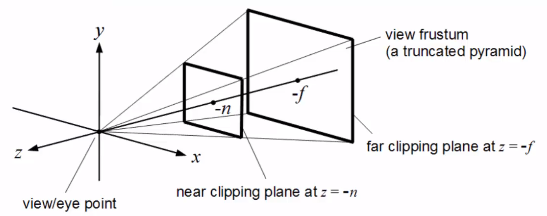 y
view frustum
(a truncated pyramid)
-f
-n
z
x
far clipping plane at z = -f
near clipping plane at z = -n
view/eye point